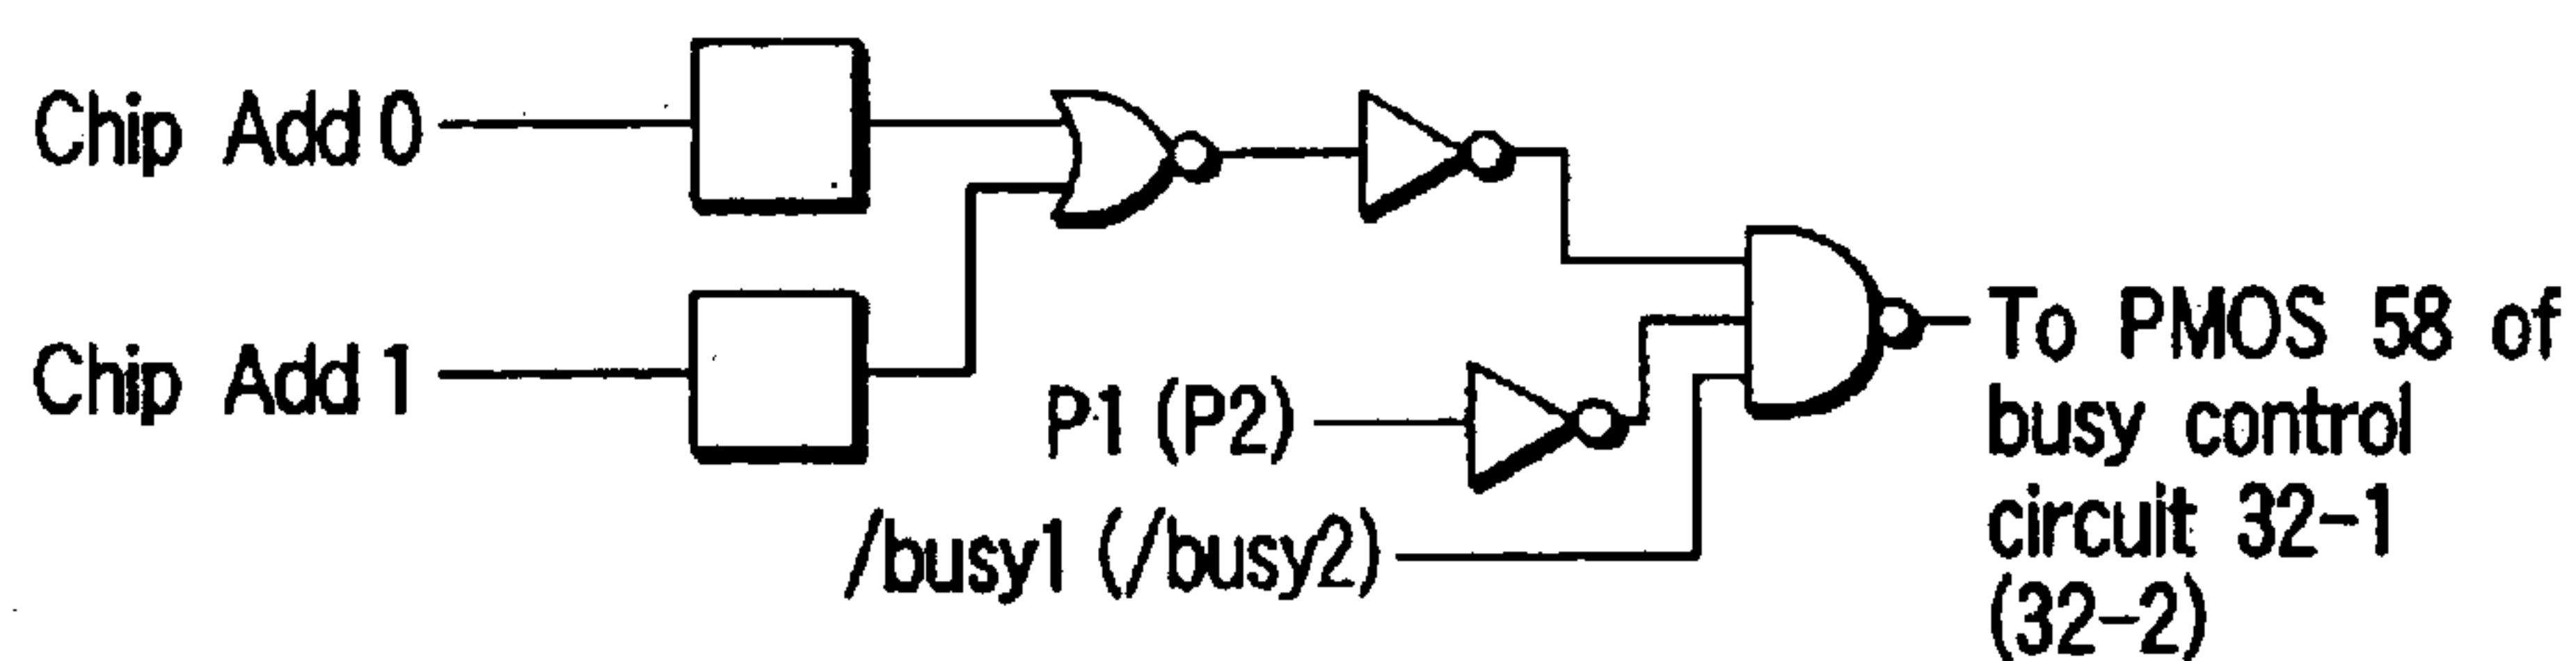 Chip Add 0
Chip Add 1
P1 (P2)
/busy1 (/busy2)
To PMOS 58 of
busy control
circuit 32-1
(32-2)